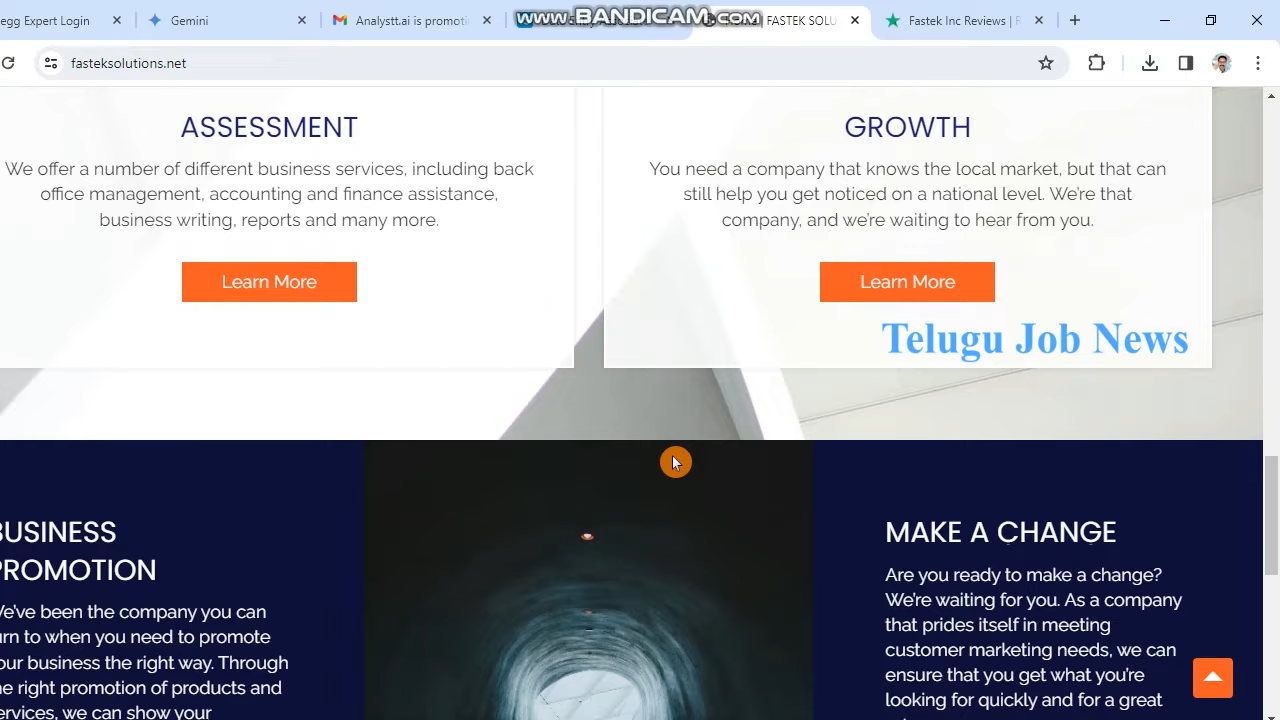 egg Expert Login
Gemini
Analystt.ai is promoti
www.BANDICAM.com
FASTEK SOLU
Fastek Inc Reviews | R
fasteksolutions.net
ASSESSMENT
We offer a number of different business services, including back
office management, accounting and finance assistance,
business writing, reports and many more.
Learn More
GROWTH
You need a company that knows the local market, but that can
still help you get noticed on a national level. We're that
company, and we're waiting to hear from you.
Learn More
Telugu Job News
BUSINESS
PROMOTION
We've been the company you can
urn to when you need to promote
our business the right way. Through
he right promotion of products and
ervices, we can show your
MAKE A CHANGE
Are you ready to make a change?
We're waiting for you. As a company
that prides itself in meeting
customer marketing needs, we can
ensure that you get what you're
looking for quickly and for a great